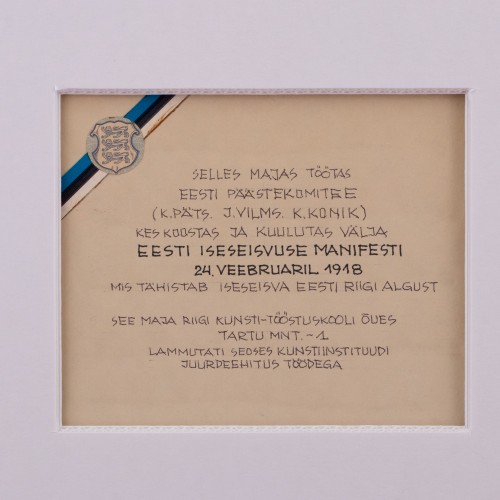 SELLES MAJAS TÖÖTAS
EESTI PÄÄSTEKOMITEE
(K.PÄTS. J.VILMS. K.KONIK)
KES KOOSTAS JA KUULUTAS VÄLJA
EESTI ISESEISVUSE MANIFESTI
24. VEEBRUARIL 1918
MIS TÄHISTAB ISESEISVA EESTI RIIGI ALGUST
SEE MAJA RIIGI KUNSTI-TÖÖSTUSKOOLI ÕUES
TARTU MNT. - 1
LAMMUTATI SEOSES KUNSTIINSTITUUDI
JUURDEEHITUS TÖÖDEGA